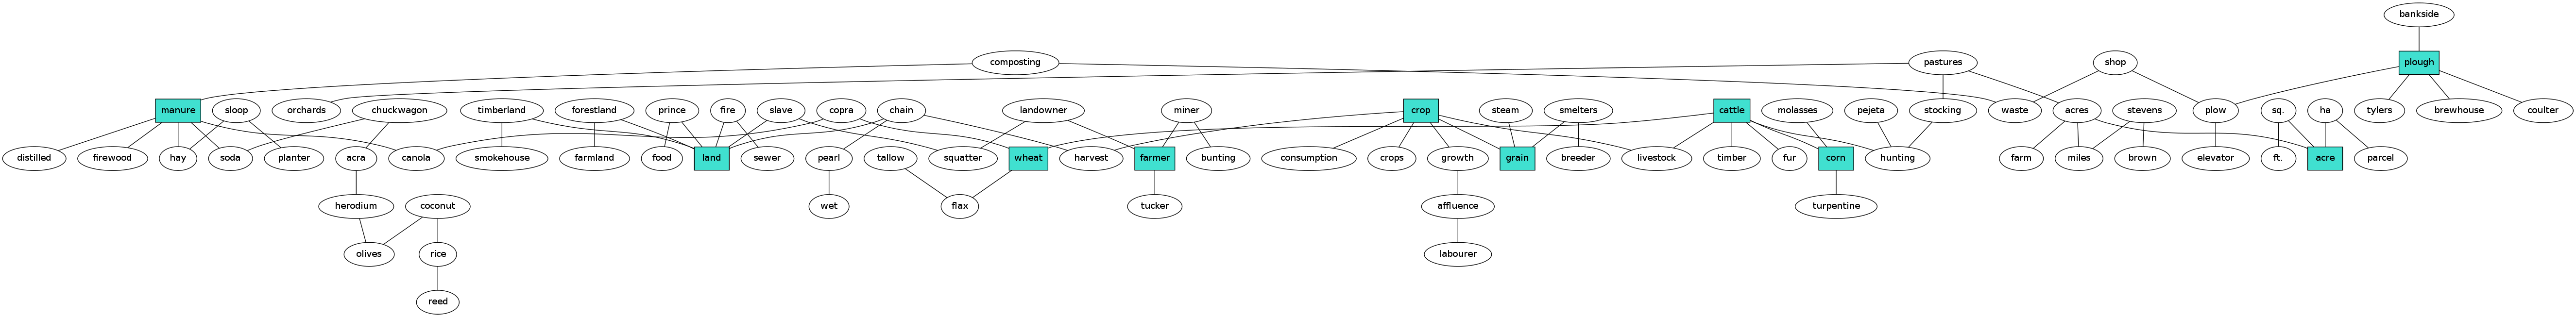 bankside
composting
pastures
shop
plough
manure
sloop
orchards
chuckwagon
timberland
forestland
prince
fire
slave
copra
chain
landowner
miner
crop
steam
smelters
cattle
molasses
pejeta
stocking
waste
acres
stevens
plow
sq.
ha
tylers
brewhouse
coulter
distilled
firewood
hay
soda
planter
acra
canola
smokehouse
farmland
food
land
sewer
pearl
tallow
squatter
wheat
harvest
farmer
bunting
consumption
crops
growth
grain
breeder
livestock
timber
fur
corn
hunting
farm
miles
brown
elevator
ft.
acre
parcel
herodium
coconut
wet
flax
tucker
affluence
turpentine
olives
rice
labourer
reed